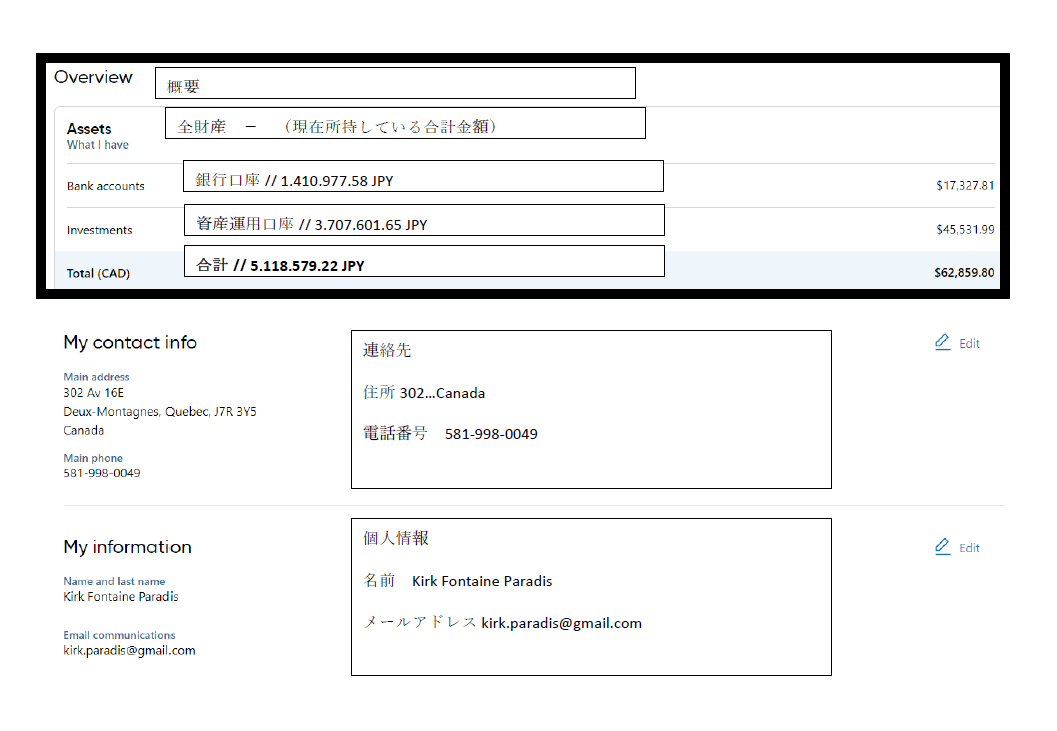 Overview 概要
Assets 全財産 － （現在所持している合計金額）
What I have
Bank accounts 銀行口座 // 1.410.977.58 JPY $17,327.81
Investments 資産運用口座 // 3.707.601.65 JPY $45,531.99
Total (CAD) 合計 // 5.118.579.22 JPY $62,859.80
My contact info
Edit
Main address
302 Av 16E
Deux-Montagnes, Quebec, J7R 3Y5
Canada
Main phone
581-998-0049
連絡先
住所 302...Canada
電話番号 581-998-0049
My information
Edit
Name and last name
Kirk Fontaine Paradis
Email communications
kirk.paradis@gmail.com
個人情報
名前 Kirk Fontaine Paradis
メールアドレス kirk.paradis@gmail.com